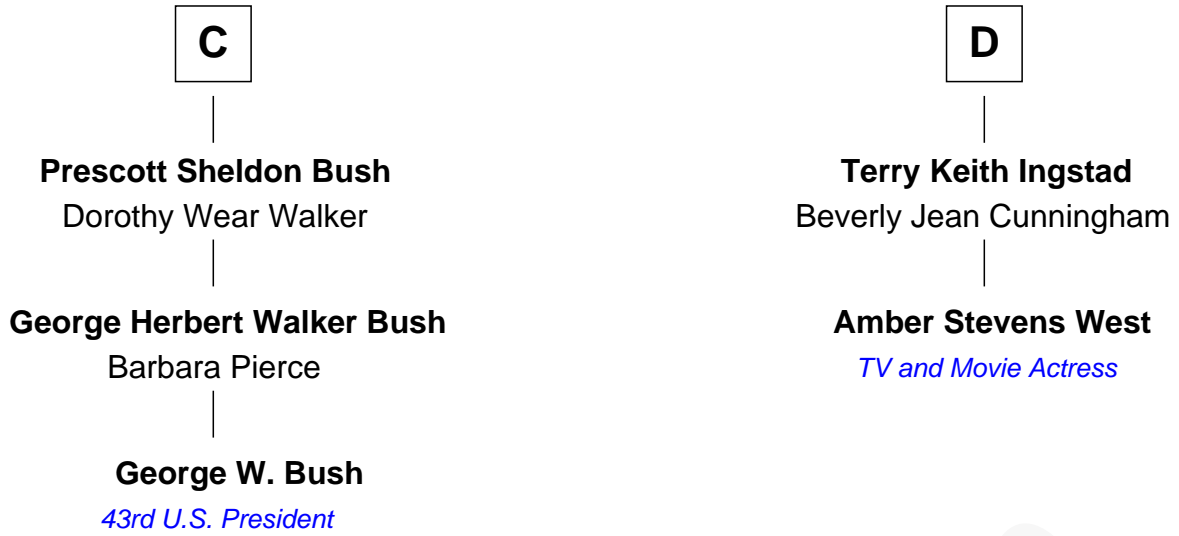 C
Prescott Sheldon Bush
Dorothy Wear Walker
George Herbert Walker Bush
Barbara Pierce
George W. Bush
43rd U.S. President
D
Terry Keith Ingstad
Beverly Jean Cunningham
Amber Stevens West
TV and Movie Actress